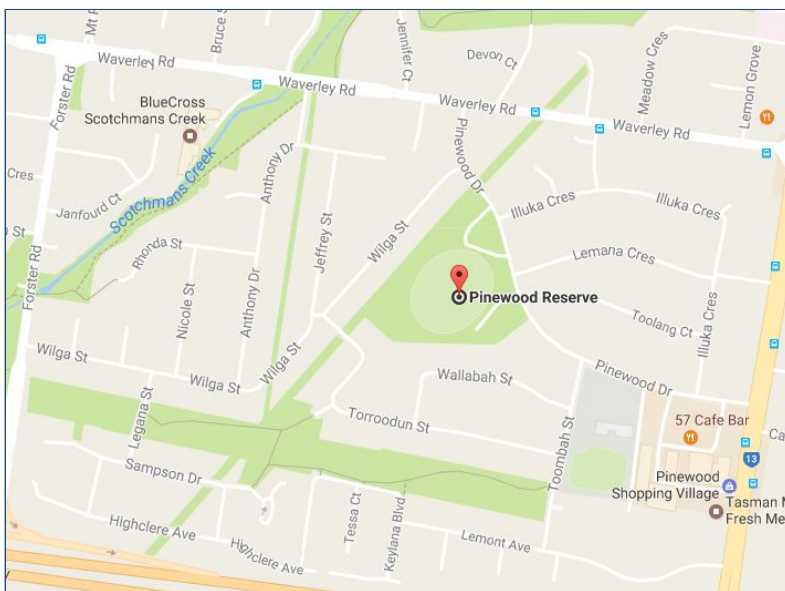 Mt P
Bruce S
Jennifer Ct
Devon Ct
Meadow Cres
Lemon Grove
Waverley Rd
Waverley Rd
Waverley Rd
Waverley Rd
Forster Rd
BlueCross
Scotchmans Creek
Pinewood Dr
Anthony Dr
Cres
Janfourd Ct
Scotchmans Creek
Jeffrey St
Wilga St
Illuka Cres
Illuka Cres
St
Rhonda St
Lemana Cres
Forster Rd
Nicole St
Anthony Dr
Pinewood Reserve
Toolang Ct
Illuka Cres
Wilga St
Wilga St
Wilga St
Wallabah St
Pinewood Dr
Legana St
Torroodun St
Toombah St
57 Cafe Bar
Ca
13
Sampson Dr
Pinewood
Shopping Village
Tasman M
Fresh Me
Highclere Ave
Highclere Ave
Tessa Ct
Keylana Blvd
Lemont Ave